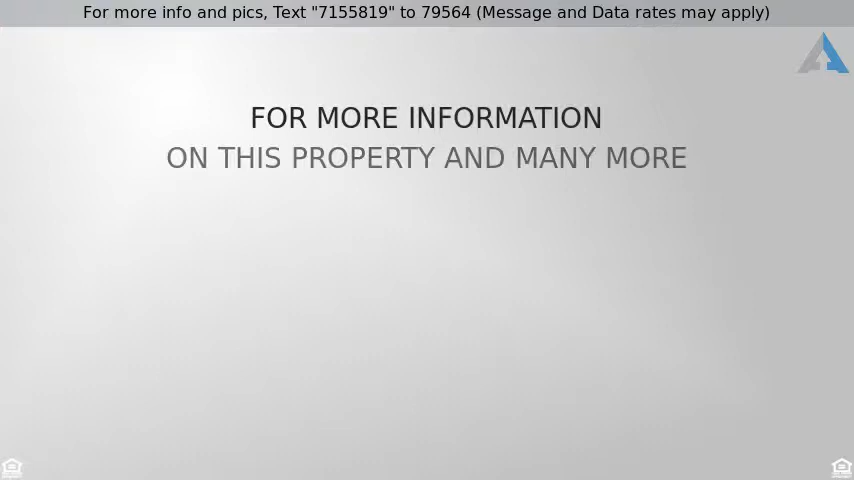 For more info and pics, Text "7155819" to 79564 (Message and Data rates may apply)
FOR MORE INFORMATION
ON THIS PROPERTY AND MANY MORE